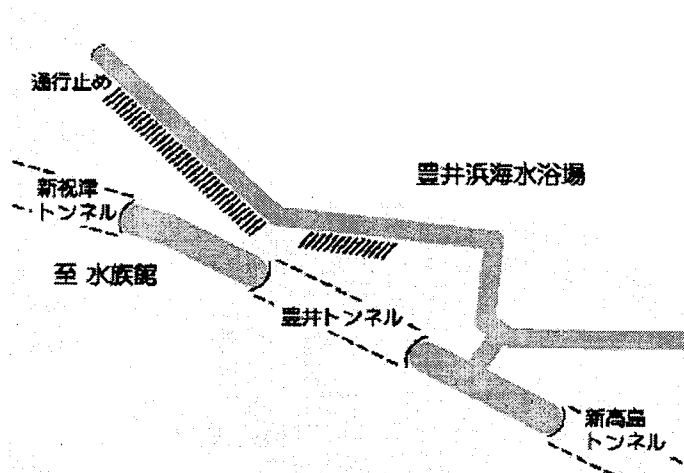 通行止め
豊井浜海水浴場
新祝津
トンネル
至 水族館
豊井トンネル
新高島
トンネル